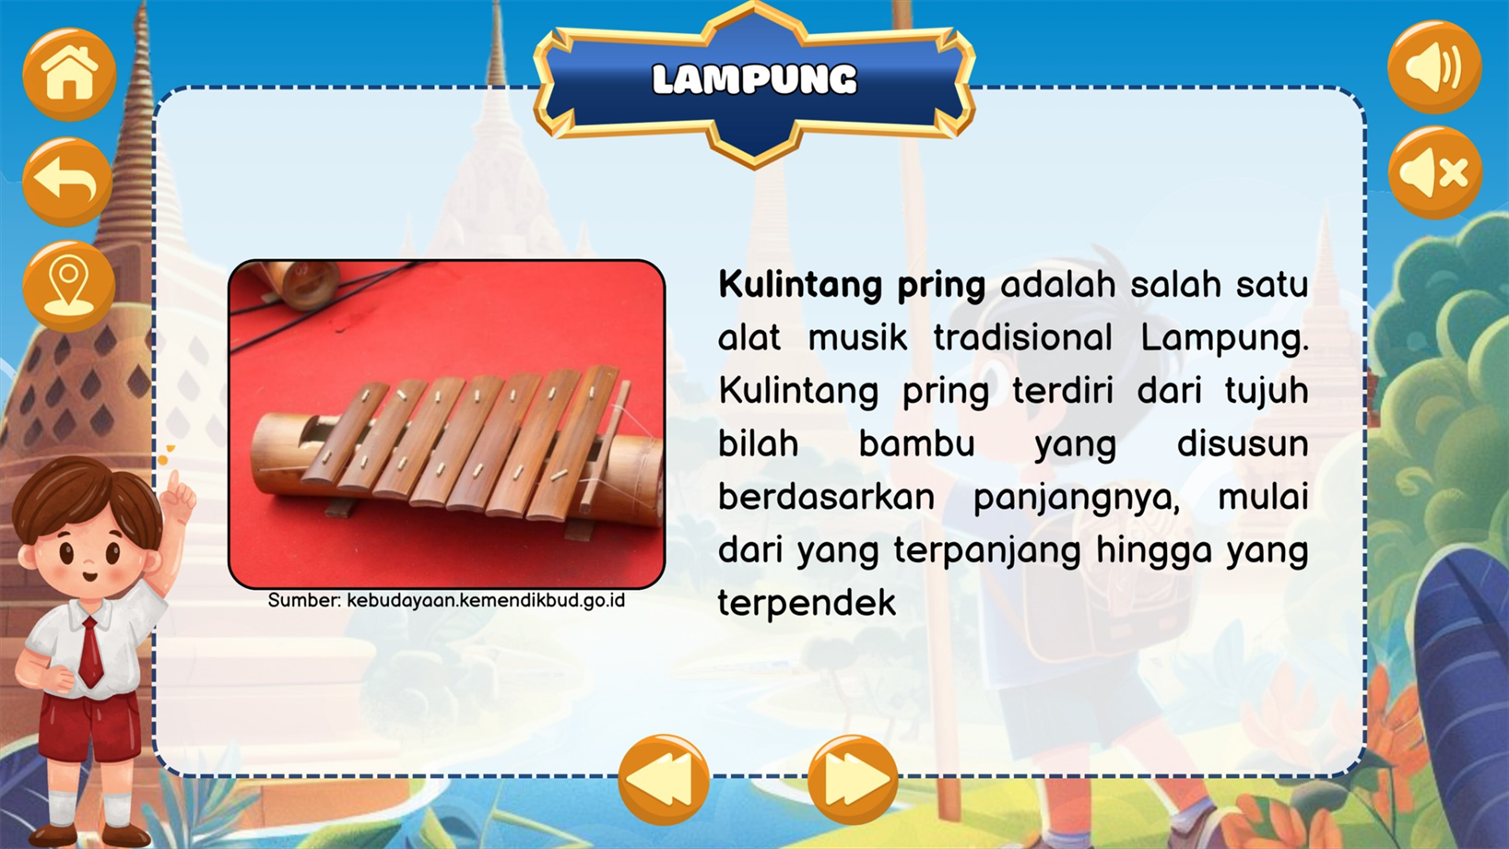 LAMPUNG
Kulintang pring adalah salah satu
alat musik tradisional Lampung.
Kulintang pring terdiri dari tujuh
bilah bambu yang disusun
berdasarkan panjangnya, mulai
dari yang terpanjang hingga yang
terpendek
Sumber: kebudayaan.kemendikbud.go.id